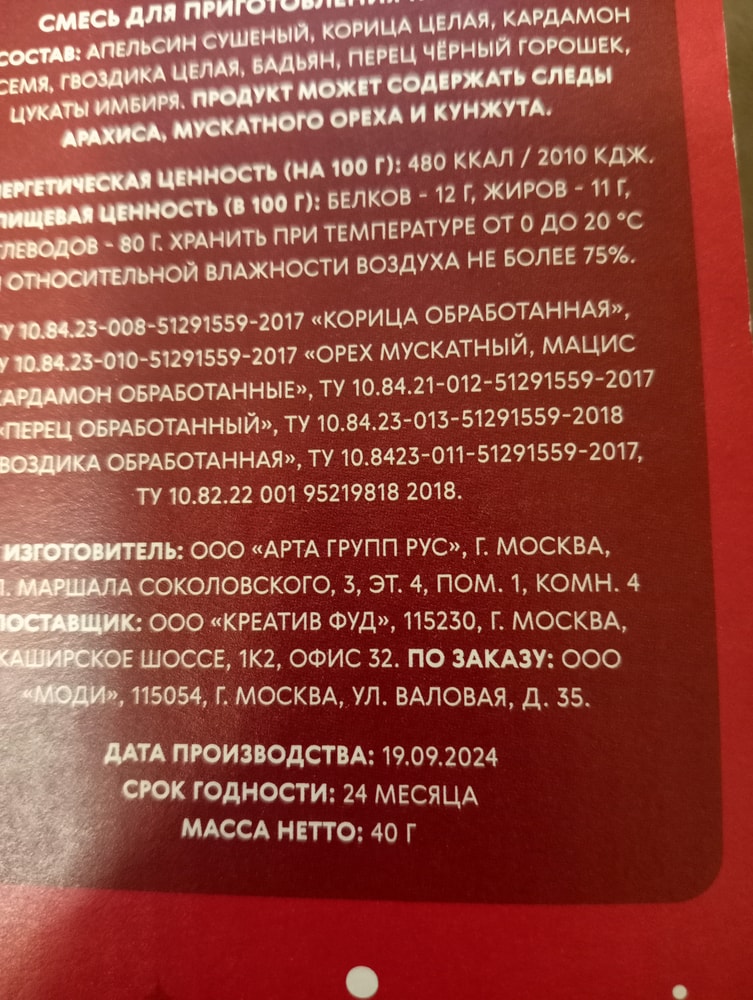 СМЕСЬ ДЛЯ ПРИГОТОВЛЕНИЯ
СОСТАВ: АПЕЛЬСИН СУШЕНЫЙ, КОРИЦА ЦЕЛАЯ, КАРДАМОН
СЕМЯ, ГВОЗДИКА ЦЕЛАЯ, БАДЬЯН, ПЕРЕЦ ЧЁРНЫЙ ГОРОШЕК,
ЦУКАТЫ ИМБИРЯ. ПРОДУКТ МОЖЕТ СОДЕРЖАТЬ СЛЕДЫ
АРАХИСА, МУСКАТНОГО ОРЕХА И КУНЖУТА.
НЕРГЕТИЧЕСКАЯ ЦЕННОСТЬ (НА 100 Г): 480 ККАЛ / 2010 КДЖ.
ПИЩЕВАЯ ЦЕННОСТЬ (В 100 Г): БЕЛКОВ - 12 Г, ЖИРОВ - 11 Г,
ГЛЕВОДОВ - 80 Г. ХРАНИТЬ ПРИ ТЕМПЕРАТУРЕ ОТ 0 ДО 20 °C
И ОТНОСИТЕЛЬНОЙ ВЛАЖНОСТИ ВОЗДУХА НЕ БОЛЕЕ 75%.
ТУ 10.84.23-008-51291559-2017 «КОРИЦА ОБРАБОТАННАЯ»,
У 10.84.23-010-51291559-2017 «ОРЕХ МУСКАТНЫЙ, МАЦИС
КАРДАМОН ОБРАБОТАННЫЕ», ТУ 10.84.21-012-51291559-2017
«ПЕРЕЦ ОБРАБОТАННЫЙ», ТУ 10.84.23-013-51291559-2018
ВОЗДИКА ОБРАБОТАННАЯ», ТУ 10.8423-011-51291559-2017,
ТУ 10.82.22 001 95219818 2018.
ИЗГОТОВИТЕЛЬ: ООО «АРТА ГРУПП РУС», Г. МОСКВА,
Л. МАРШАЛА СОКОЛОВСКОГО, 3, ЭТ. 4, ПОМ. 1, КОМН. 4
ПОСТАВЩИК: ООО «КРЕАТИВ ФУД», 115230, Г. МОСКВА,
КАШИРСКОЕ ШОССЕ, 1К2, ОФИС 32. ПО ЗАКАЗУ: ООО
«МОДИ», 115054, Г. МОСКВА, УЛ. ВАЛОВАЯ, Д. 35.
ДАТА ПРОИЗВОДСТВА: 19.09.2024
СРОК ГОДНОСТИ: 24 МЕСЯЦА
МАССА НЕТТО: 40 Г